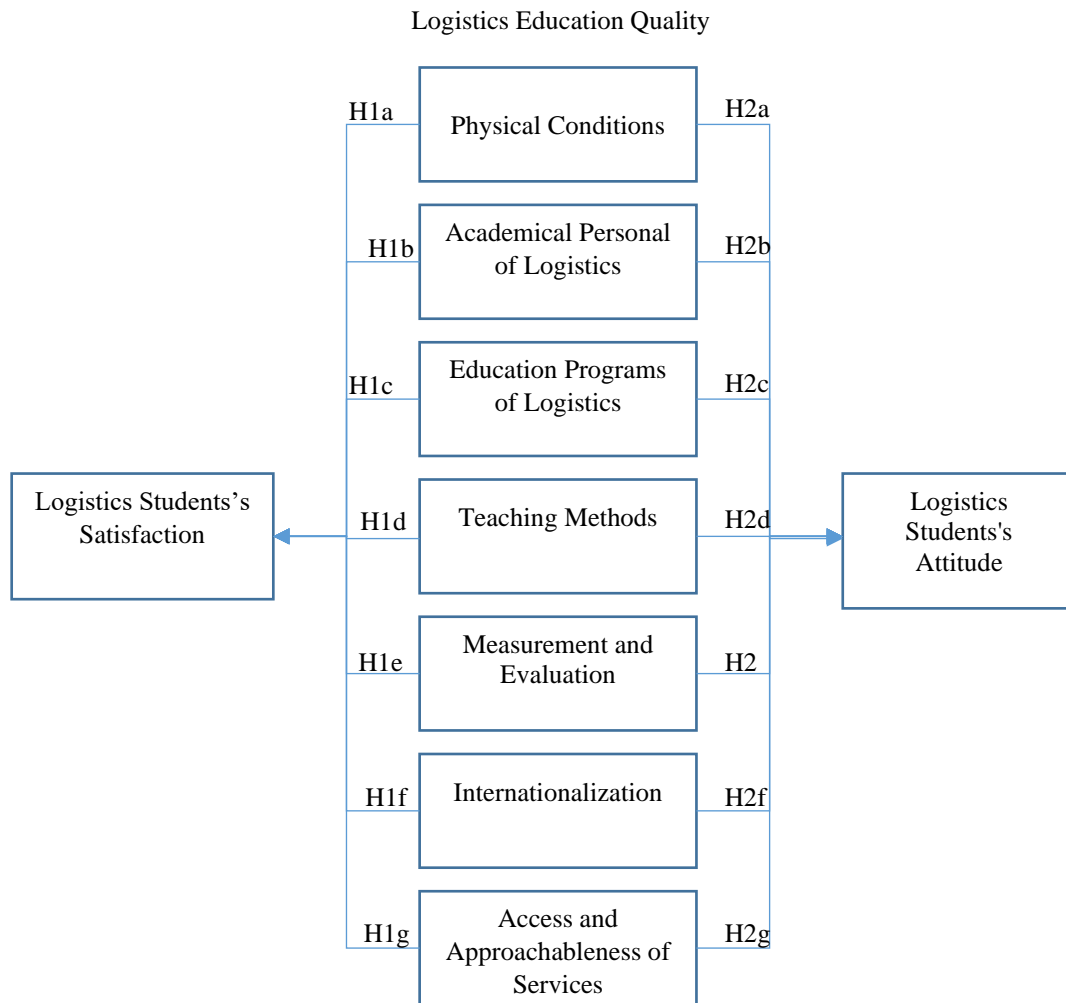 Logistics Education Quality
H1a
Physical Conditions
H2a
H1b
Academical Personal
of Logistics
H2b
H1c
Education Programs
of Logistics
H2c
Logistics Students’s
Satisfaction
H1d
Teaching Methods
H2d
Logistics
Students's
Attitude
H1e
Measurement and
Evaluation
H2
H1f
Internationalization
H2f
H1g
Access and
Approachableness of
Services
H2g